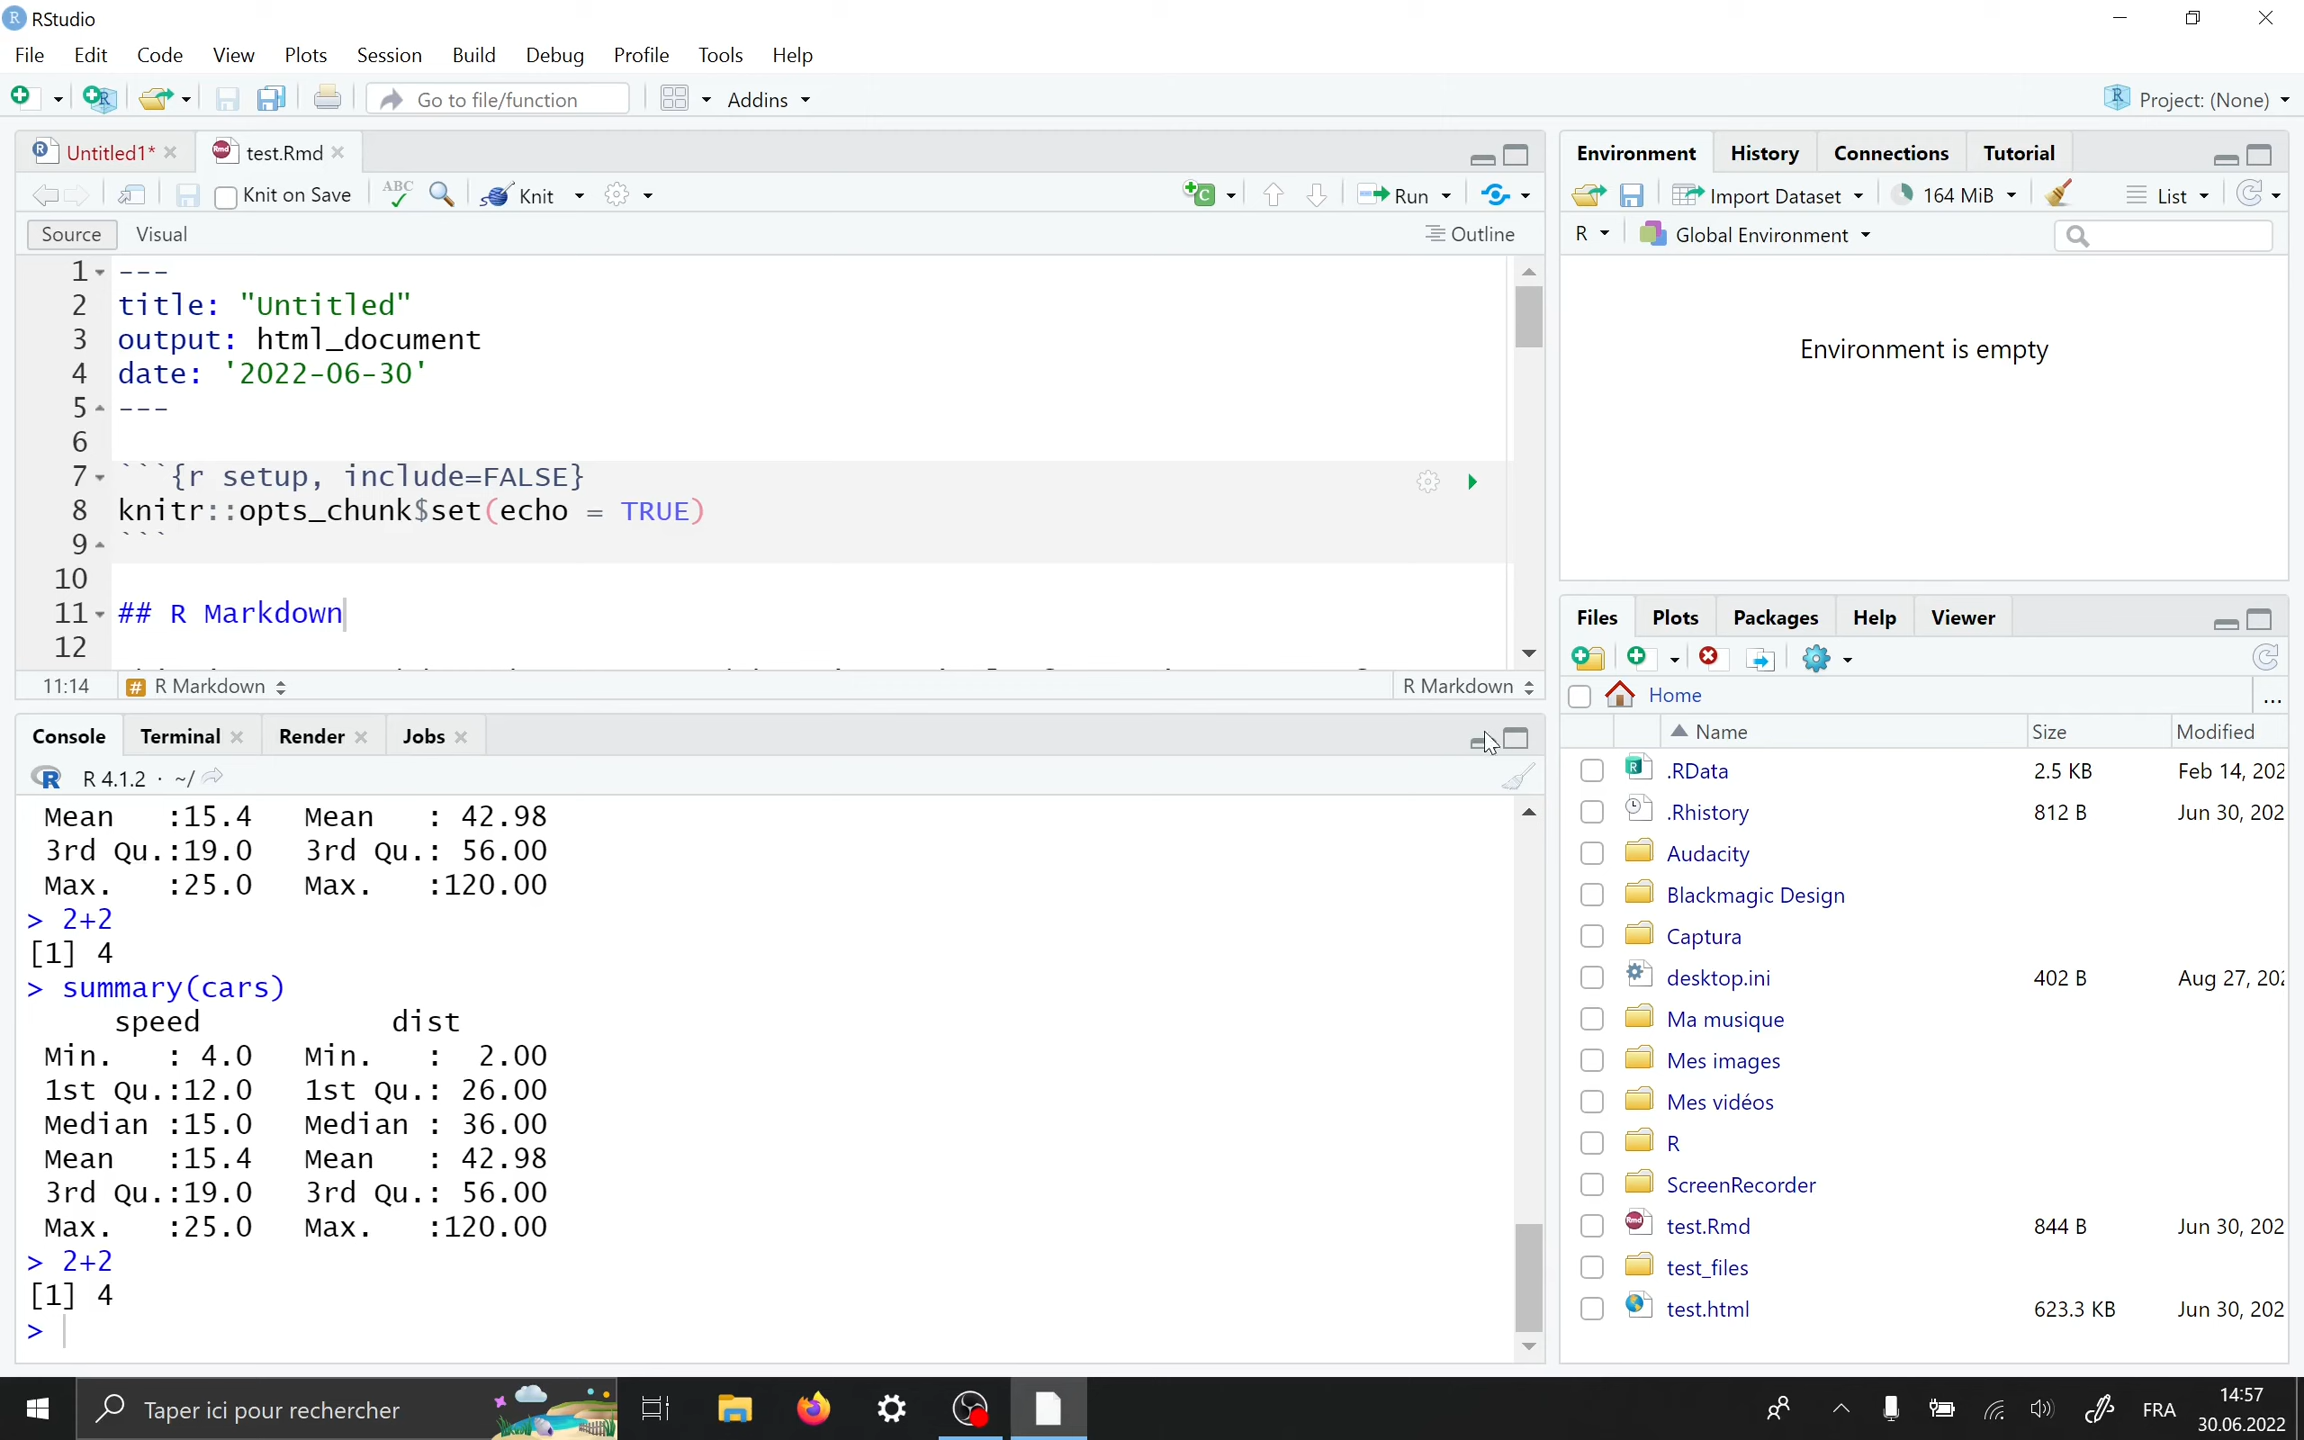 RStudio
File Edit Code View Plots Session Build Debug Profile Tools Help
Go to file/function Addins Project: (None)
Untitled1* test.Rmd
Knit on Save ABC Knit Run
Source Visual Outline
1 ---
2 title: "Untitled"
3 output: html_document
4 date: '2022-06-30'
5 ---
6
7 ```{r setup, include=FALSE}
8 knitr::opts_chunk$set(echo = TRUE)
9 ```
10
11 ## R Markdown
12
11:14 # R Markdown R Markdown
Console Terminal Render Jobs
R 4.1.2 · ~/
Mean :15.4 Mean : 42.98
3rd Qu.:19.0 3rd Qu.: 56.00
Max. :25.0 Max. :120.00
> 2+2
[1] 4
> summary(cars)
speed dist
Min. : 4.0 Min. : 2.00
1st Qu.:12.0 1st Qu.: 26.00
Median :15.0 Median : 36.00
Mean :15.4 Mean : 42.98
3rd Qu.:19.0 3rd Qu.: 56.00
Max. :25.0 Max. :120.00
> 2+2
[1] 4
>
Environment History Connections Tutorial
Import Dataset 164 MiB List
R Global Environment
Environment is empty
Files Plots Packages Help Viewer
Home ...
Name Size Modified
.RData 2.5 KB Feb 14, 202
.Rhistory 812 B Jun 30, 202
Audacity
Blackmagic Design
Captura
desktop.ini 402 B Aug 27, 20
Ma musique
Mes images
Mes vidéos
R
ScreenRecorder
test.Rmd 844 B Jun 30, 202
test_files
test.html 623.3 KB Jun 30, 202
Taper ici pour rechercher FRA 14:57
30.06.2022